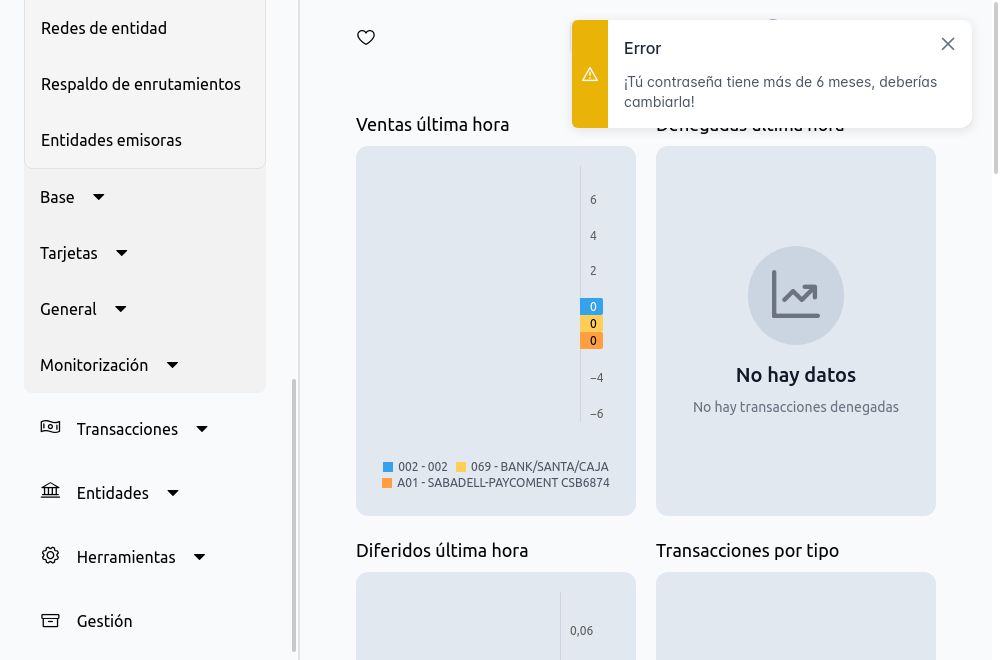 Redes de entidad
Respaldo de enrutamientos
Entidades emisoras
Base
Tarjetas
General
Monitorización
Transacciones
Entidades
Herramientas
Gestión
Error
¡Tú contraseña tiene más de 6 meses, deberías
cambiarla!
Ventas última hora
6
4
2
0
0
0
−4
−6
002 - 002 069 - BANK/SANTA/CAJA
A01 - SABADELL-PAYCOMENT CSB6874
Denegadas última hora
No hay datos
No hay transacciones denegadas
Diferidos última hora
0,06
Transacciones por tipo